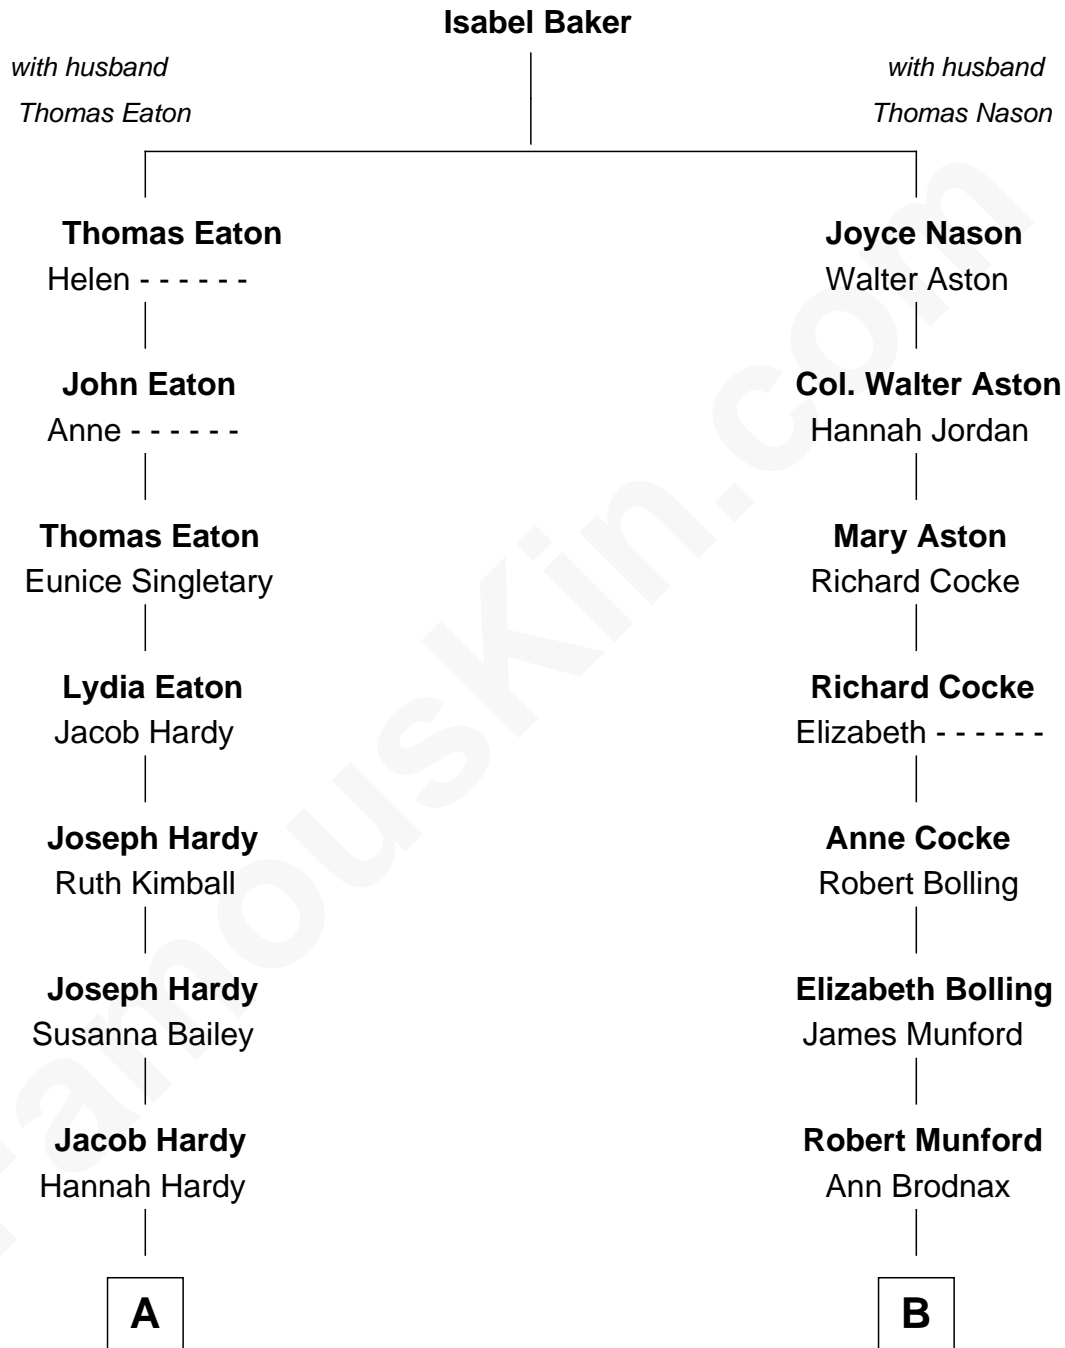 Isabel Baker
with husband
Thomas Eaton
with husband
Thomas Nason
Thomas Eaton
Helen - - - - - -
John Eaton
Anne - - - - - -
Thomas Eaton
Eunice Singletary
Lydia Eaton
Jacob Hardy
Joseph Hardy
Ruth Kimball
Joseph Hardy
Susanna Bailey
Jacob Hardy
Hannah Hardy
A
Joyce Nason
Walter Aston
Col. Walter Aston
Hannah Jordan
Mary Aston
Richard Cocke
Richard Cocke
Elizabeth - - - - - -
Anne Cocke
Robert Bolling
Elizabeth Bolling
James Munford
Robert Munford
Ann Brodnax
B
FamousKin.com